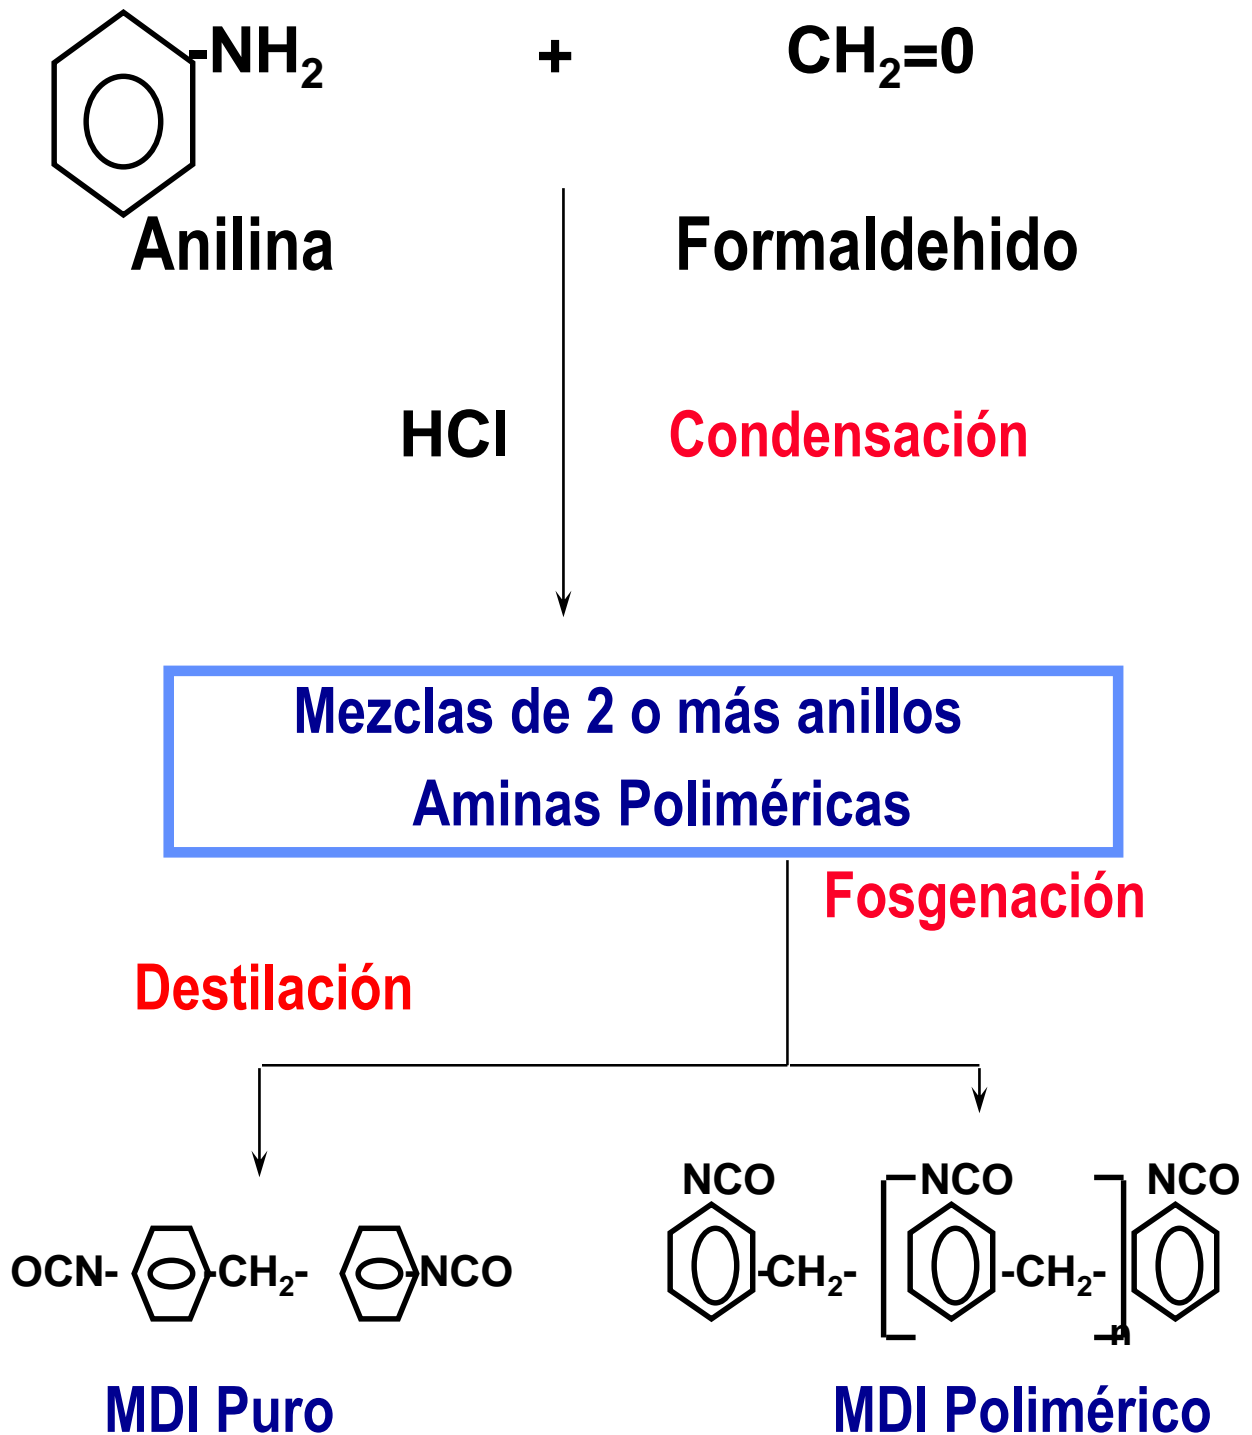 -NH₂ + CH₂=0
Anilina Formaldehido
HCl Condensación
Mezclas de 2 o más anillos
Aminas Poliméricas
Fosgenación
Destilación
NCO NCO NCO
OCN- -CH₂- -NCO -CH₂- -CH₂-
n
MDI Puro MDI Polimérico